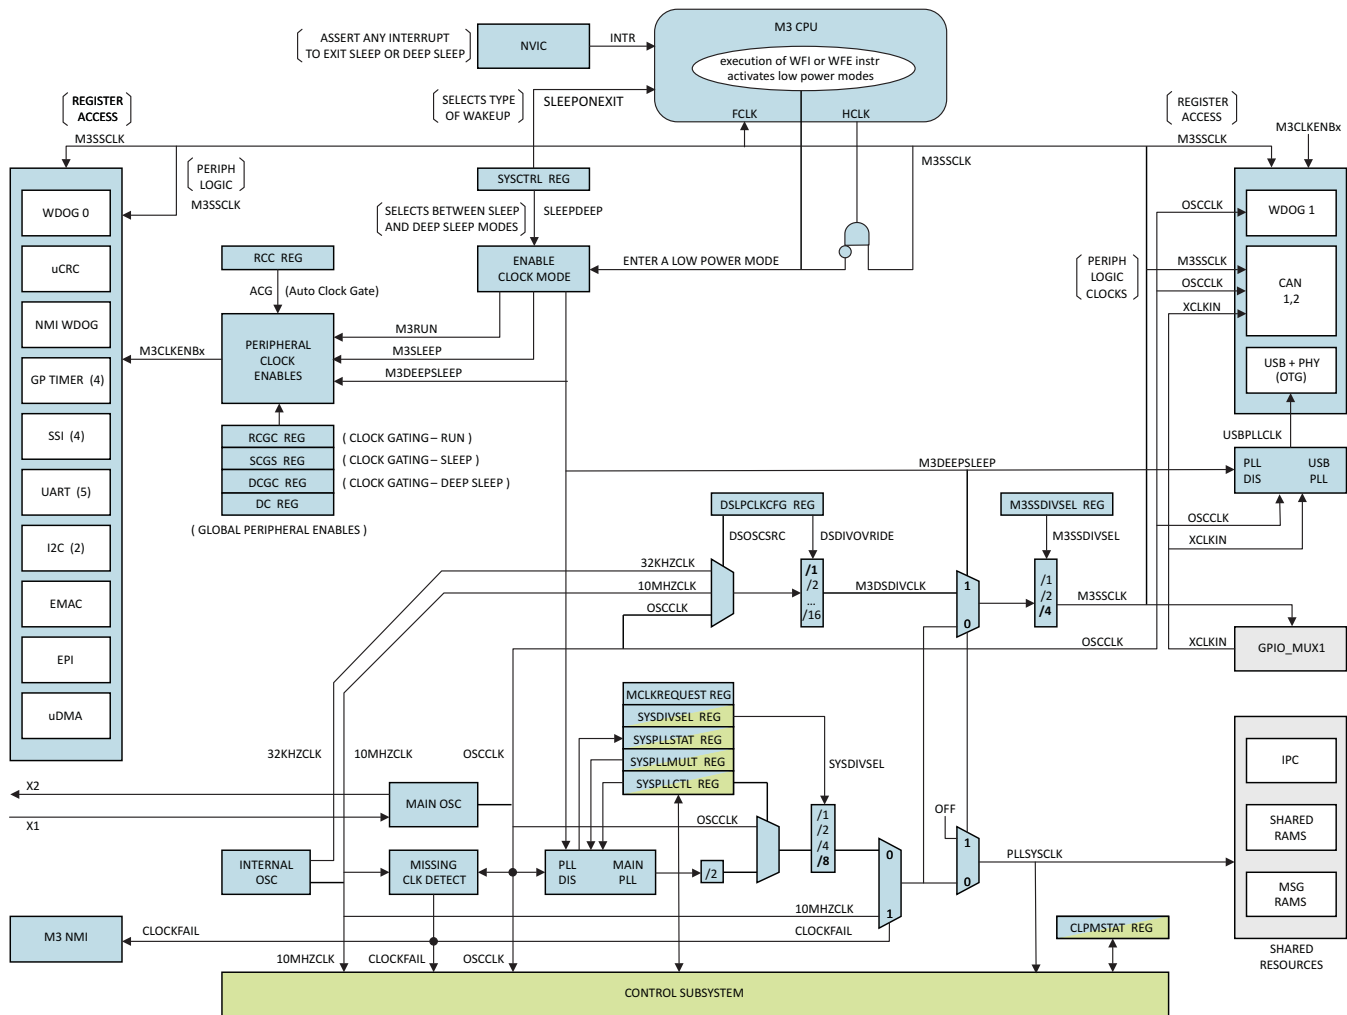 M3 CPU
ASSERT ANY INTERRUPT
TO EXIT SLEEP OR DEEP SLEEP
NVIC
INTR
execution of WFI or WFE instr
activates low power modes
SELECTS TYPE
OF WAKEUP
SLEEPONEXIT
FCLK
HCLK
REGISTER
ACCESS
M3SSCLK
REGISTER
ACCESS
M3SSCLK
M3CLKENBx
PERIPH
LOGIC
M3SSCLK
M3SSCLK
SYSCTRL REG
SELECTS BETWEEN SLEEP
AND DEEP SLEEP MODES
SLEEPDEEP
ENABLE
CLOCK MODE
ENTER A LOW POWER MODE
RCC REG
ACG (Auto Clock Gate)
PERIPHERAL
CLOCK
ENABLES
M3RUN
M3SLEEP
M3DEEPSLEEP
M3CLKENBx
RCGC REG ( CLOCK GATING – RUN )
SCGS REG ( CLOCK GATING – SLEEP )
DCGC REG ( CLOCK GATING – DEEP SLEEP )
DC REG
( GLOBAL PERIPHERAL ENABLES )
WDOG 0
uCRC
NMI WDOG
GP TIMER (4)
SSI (4)
UART (5)
I2C (2)
EMAC
EPI
uDMA
OSCCLK
WDOG 1
PERIPH
LOGIC
CLOCKS
M3SSCLK
OSCCLK
XCLKIN
CAN
1,2
USB + PHY
(OTG)
USBPLLCLK
PLL
DIS
USB
PLL
OSCCLK
XCLKIN
M3DEEPSLEEP
DSLPCLKCFG REG
DSOSCSRC
DSDIVOVRIDE
M3SSDIVSEL REG
M3SSDIVSEL
32KHZCLK
10MHZCLK
OSCCLK
/1
/2
...
/16
M3DSDIVCLK
1
0
/1
/2
/4
M3SSCLK
OSCCLK
XCLKIN
GPIO_MUX1
MCLKREQUEST REG
SYSDIVSEL REG
SYSPLLSTAT REG
SYSPLLMULT REG
SYSPLLCTL REG
SYSDIVSEL
32KHZCLK
10MHZCLK
OSCCLK
X2
X1
MAIN OSC
INTERNAL
OSC
MISSING
CLK DETECT
PLL
DIS
MAIN
PLL
/2
OSCCLK
/1
/2
/4
/8
0
1
10MHZCLK
CLOCKFAIL
OFF
1
0
PLLSYSCLK
IPC
SHARED
RAMS
MSG
RAMS
SHARED
RESOURCES
M3 NMI
CLOCKFAIL
CLPMSTAT REG
10MHZCLK
CLOCKFAIL
OSCCLK
CONTROL SUBSYSTEM